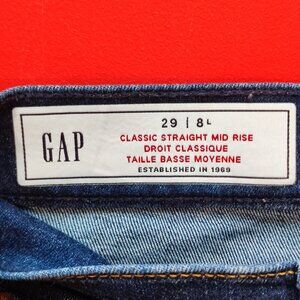 GAP
29 | 8L
CLASSIC STRAIGHT MID RISE
DROIT CLASSIQUE
TAILLE BASSE MOYENNE
ESTABLISHED IN 1969